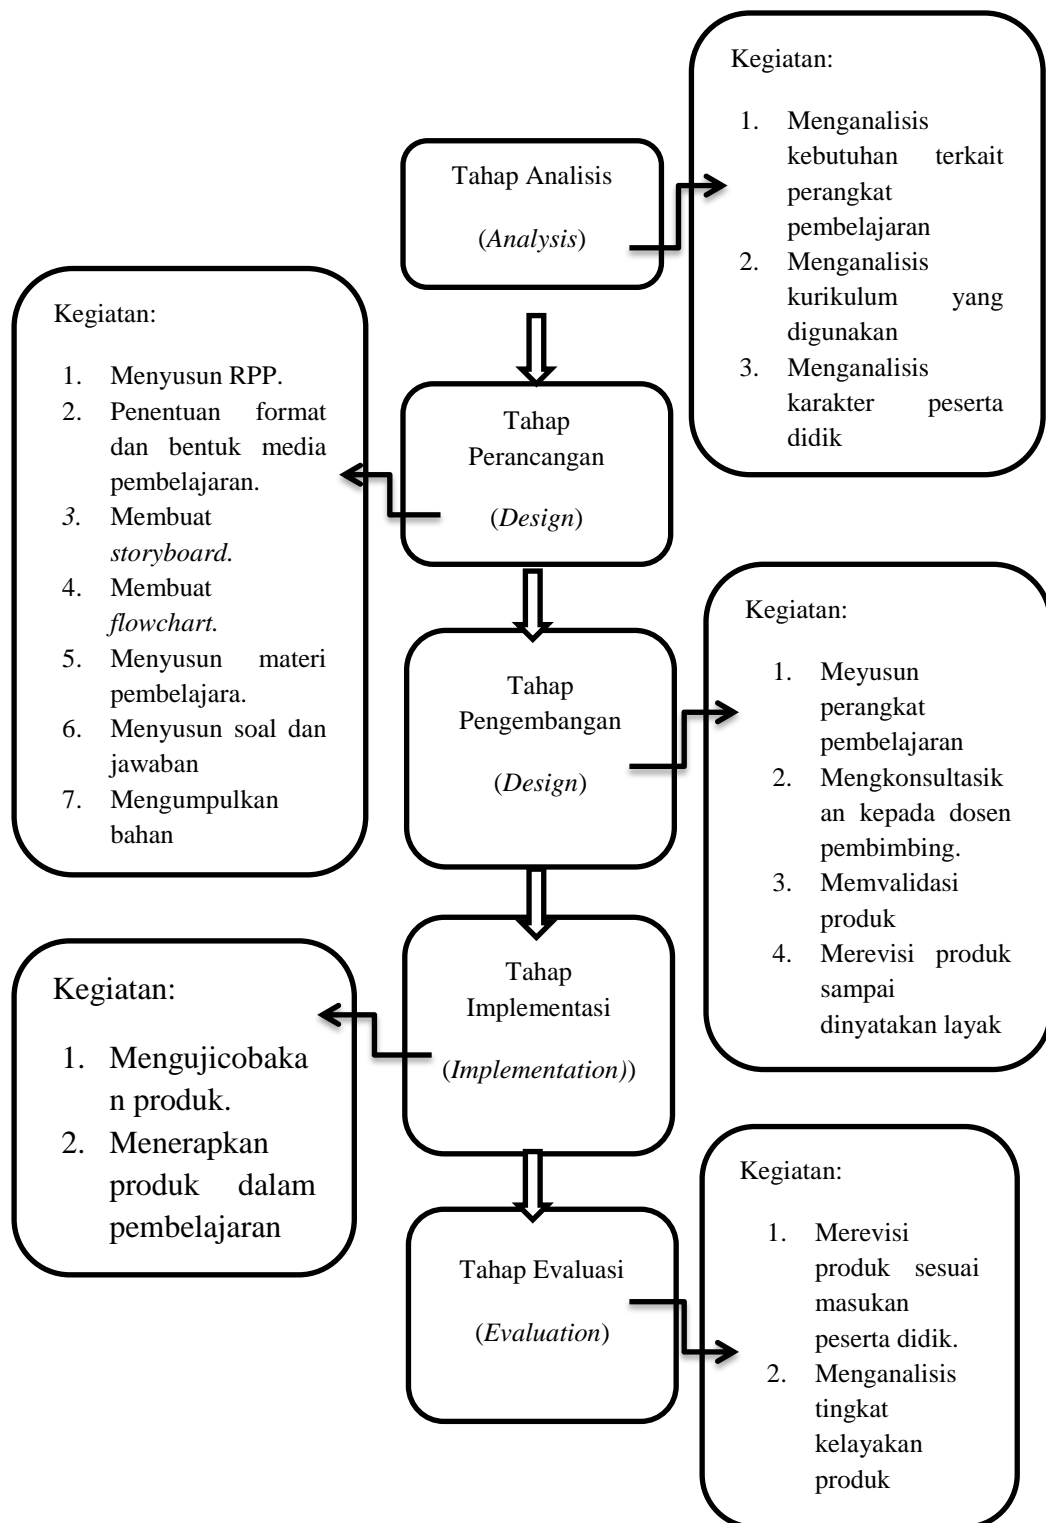 Tahap Analisis
(Analysis)
Kegiatan:
1. Menganalisis
kebutuhan terkait
perangkat
pembelajaran
2. Menganalisis
kurikulum yang
digunakan
3. Menganalisis
karakter peserta
didik
Tahap
Perancangan
(Design)
Kegiatan:
1. Menyusun RPP.
2. Penentuan format
dan bentuk media
pembelajaran.
3. Membuat
storyboard.
4. Membuat
flowchart.
5. Menyusun materi
pembelajara.
6. Menyusun soal dan
jawaban
7. Mengumpulkan
bahan
Tahap
Pengembangan
(Design)
Kegiatan:
1. Meyusun
perangkat
pembelajaran
2. Mengkonsultasik
an kepada dosen
pembimbing.
3. Memvalidasi
produk
4. Merevisi produk
sampai
dinyatakan layak
Tahap
Implementasi
(Implementation))
Kegiatan:
1. Mengujicobaka
n produk.
2. Menerapkan
produk dalam
pembelajaran
Tahap Evaluasi
(Evaluation)
Kegiatan:
1. Merevisi
produk sesuai
masukan
peserta didik.
2. Menganalisis
tingkat
kelayakan
produk